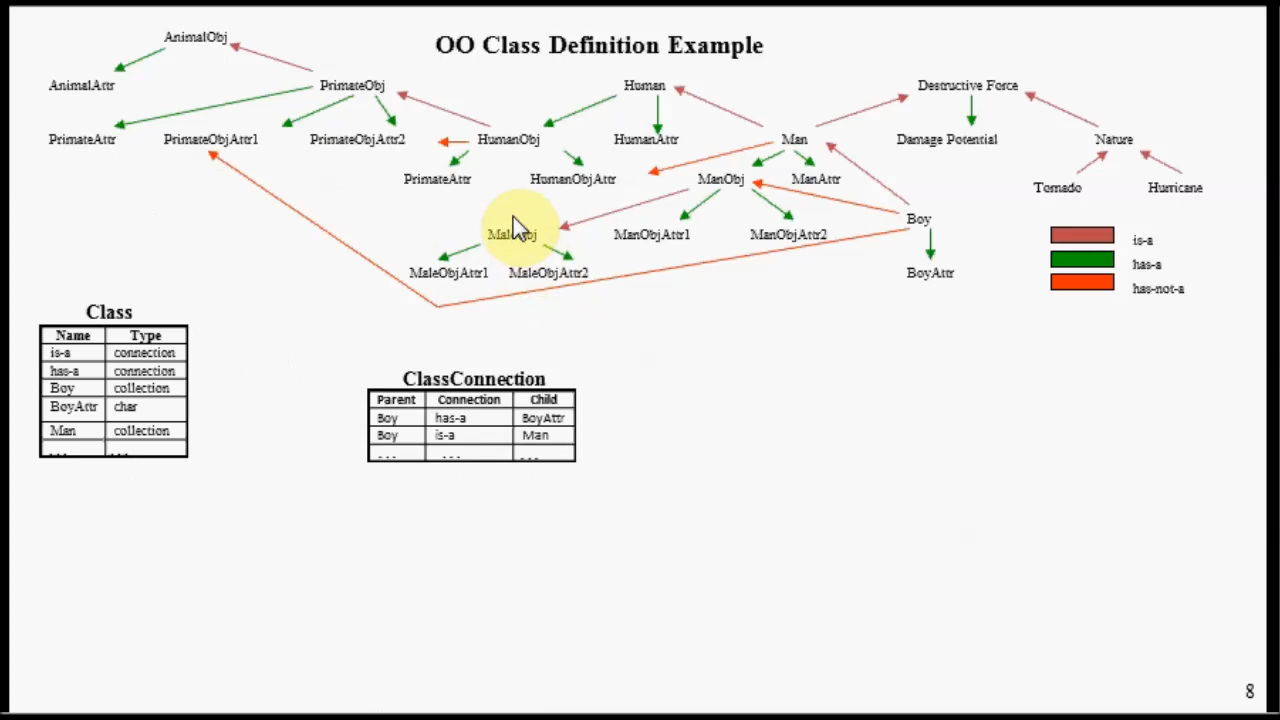 AnimalObj
OO Class Definition Example
AnimalAttr PrimateObj Human Destructive Force
PrimateAttr PrimateObjAttr1 PrimateObjAttr2 HumanObj HumanAttr Man Damage Potential Nature
PrimateAttr HumanObjAttr ManObj ManAttr Tornado Hurricane
Boy
MaleObj ManObjAttr1 ManObjAttr2
MaleObjAttr1 MaleObjAttr2 BoyAttr
is-a
has-a
has-not-a
Class
Name Type
is-a connection
has-a connection
Boy collection
BoyAttr char
Man collection
... ...
ClassConnection
Parent Connection Child
Boy has-a BoyAttr
Boy is-a Man
... ... ...
8